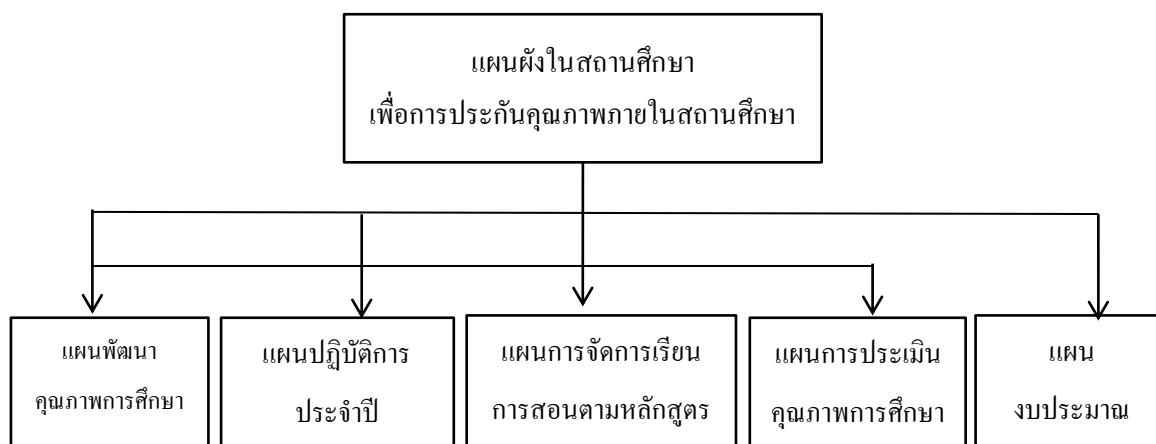 แผนผังในสถานศึกษา
เพื่อการประกันคุณภาพภายในสถานศึกษา
แผนพัฒนา
คุณภาพการศึกษา
แผนปฏิบัติการ
ประจำปี
แผนการจัดการเรียน
การสอนตามหลักสูตร
แผนการประเมิน
คุณภาพการศึกษา
แผน
งบประมาณ